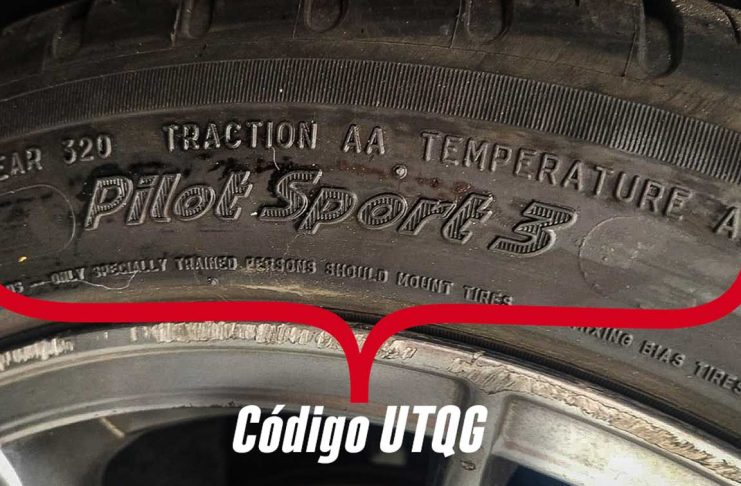 EAR 320 TRACTION AA TEMPERATURE A
Pilot Sport 3
ONLY SPECIALLY TRAINED PERSONS SHOULD MOUNT TIRES
MIXING BIAS TIRES
Código UTQG